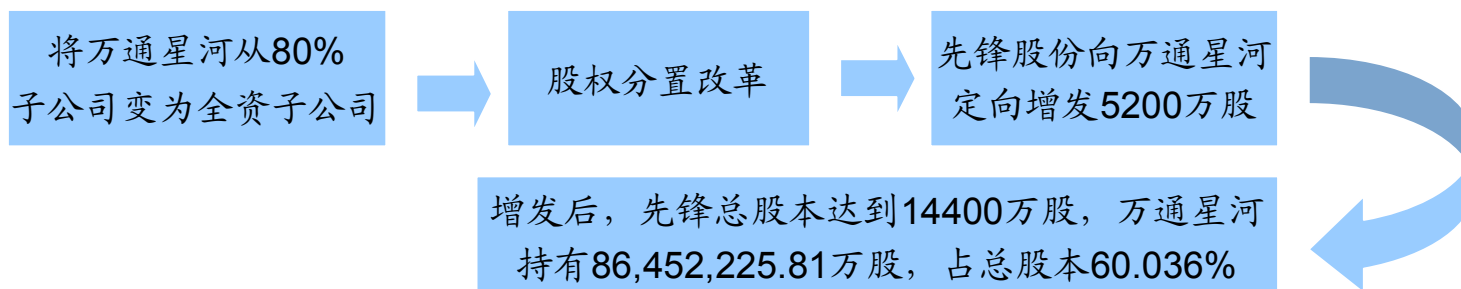 将万通星河从80%
子公司变为全资子公司
股权分置改革
先锋股份向万通星河
定向增发5200万股
增发后，先锋总股本达到14400万股，万通星河
持有86,452,225.81万股，占总股本60.036%